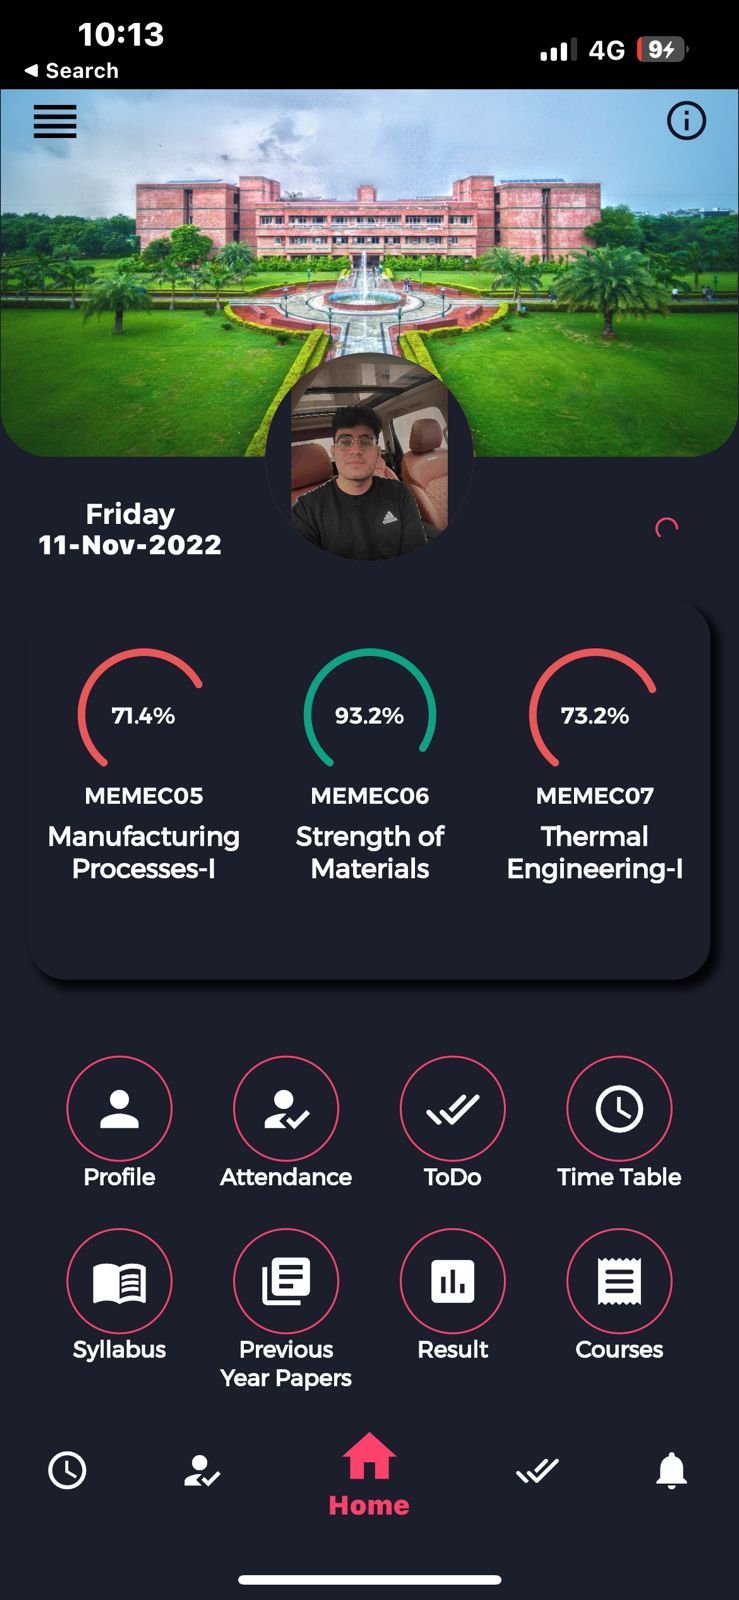 10:13
4G
9
Search
Friday
11-Nov-2022
71.4%
93.2%
73.2%
MEMEC05
MEMEC06
MEMEC07
Manufacturing
Processes-I
Strength of
Materials
Thermal
Engineering-I
Profile
Attendance
ToDo
Time Table
Syllabus
Previous
Year Papers
Result
Courses
Home